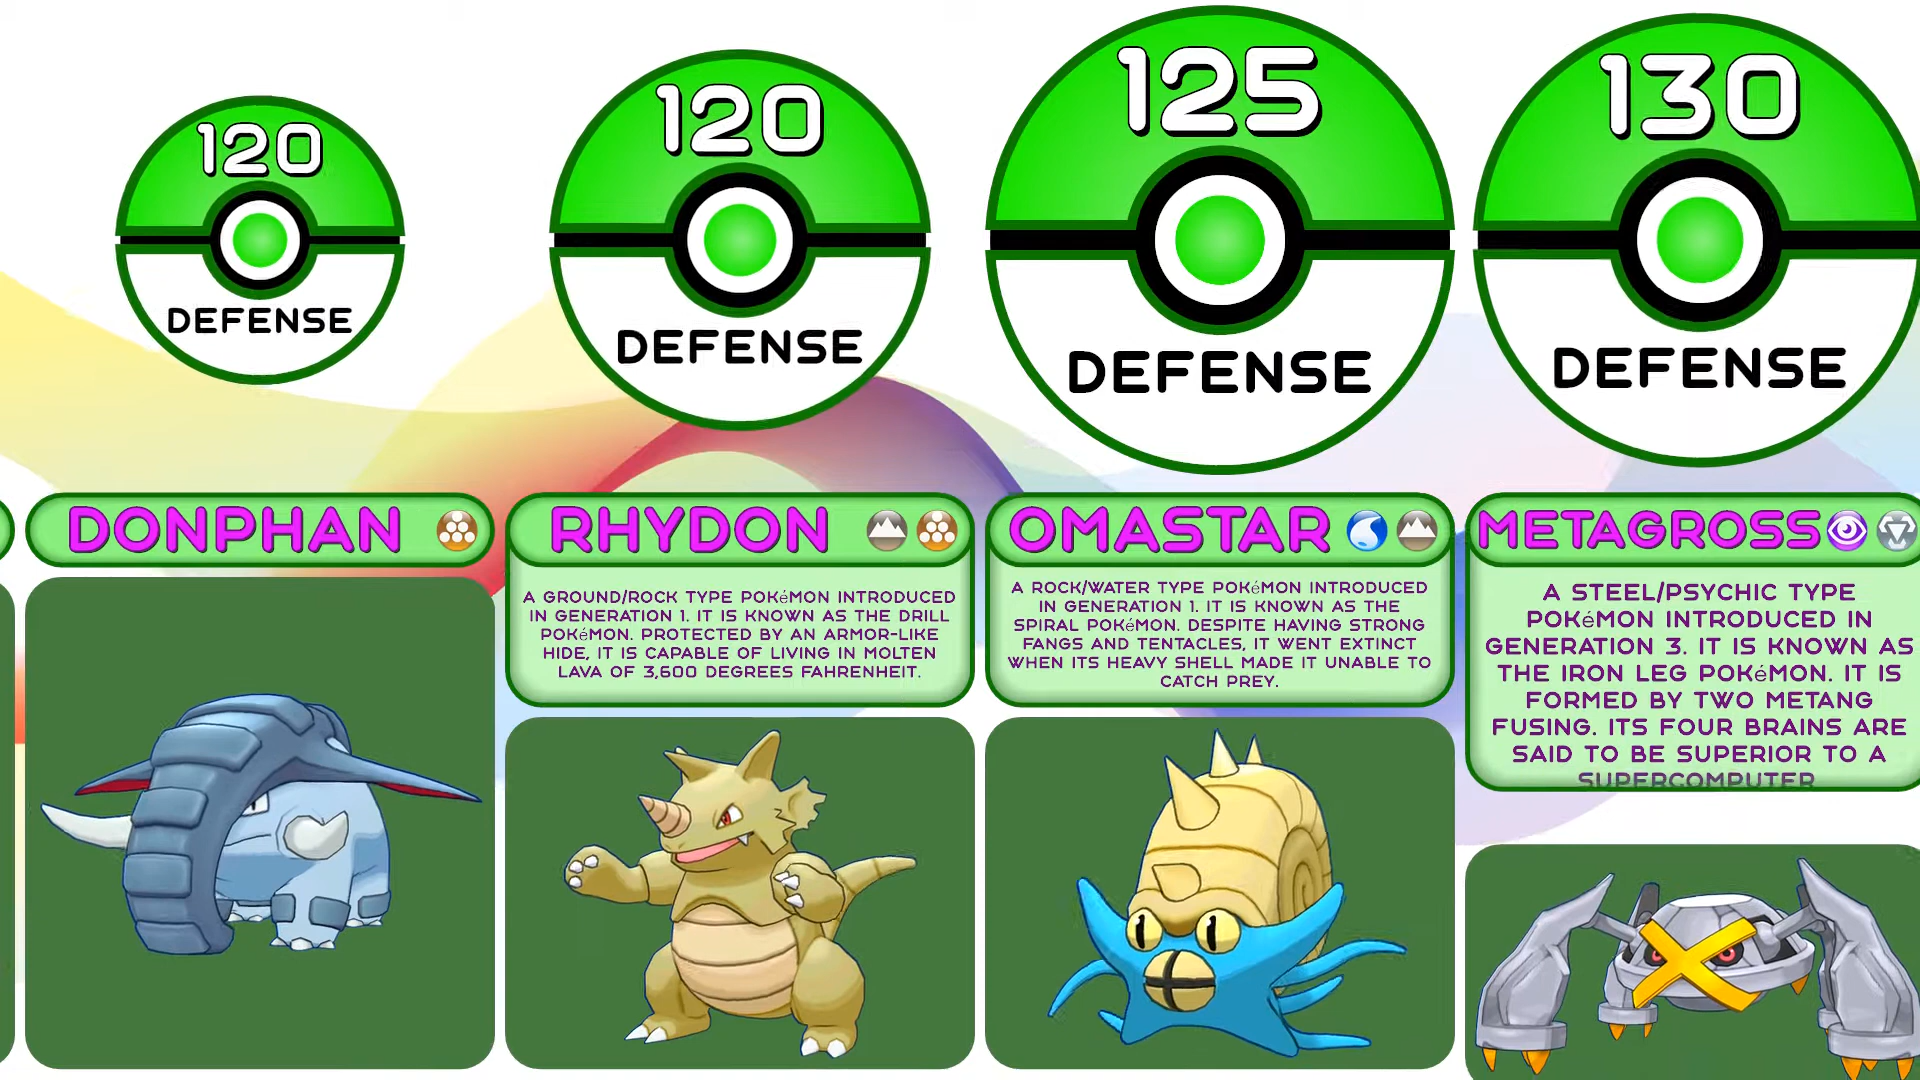 120
DEFENSE
DONPHAN
120
DEFENSE
RHYDON
A GROUND/ROCK TYPE POKéMON INTRODUCED
IN GENERATION 1. IT IS KNOWN AS THE DRILL
POKéMON. PROTECTED BY AN ARMOR-LIKE
HIDE, IT IS CAPABLE OF LIVING IN MOLTEN
LAVA OF 3,600 DEGREES FAHRENHEIT.
125
DEFENSE
OMASTAR
A ROCK/WATER TYPE POKéMON INTRODUCED
IN GENERATION 1. IT IS KNOWN AS THE
SPIRAL POKéMON. DESPITE HAVING STRONG
FANGS AND TENTACLES, IT WENT EXTINCT
WHEN ITS HEAVY SHELL MADE IT UNABLE TO
CATCH PREY.
130
DEFENSE
METAGROSS
A STEEL/PSYCHIC TYPE
POKéMON INTRODUCED IN
GENERATION 3. IT IS KNOWN AS
THE IRON LEG POKéMON. IT IS
FORMED BY TWO METANG
FUSING. ITS FOUR BRAINS ARE
SAID TO BE SUPERIOR TO A
SUPERCOMPUTER